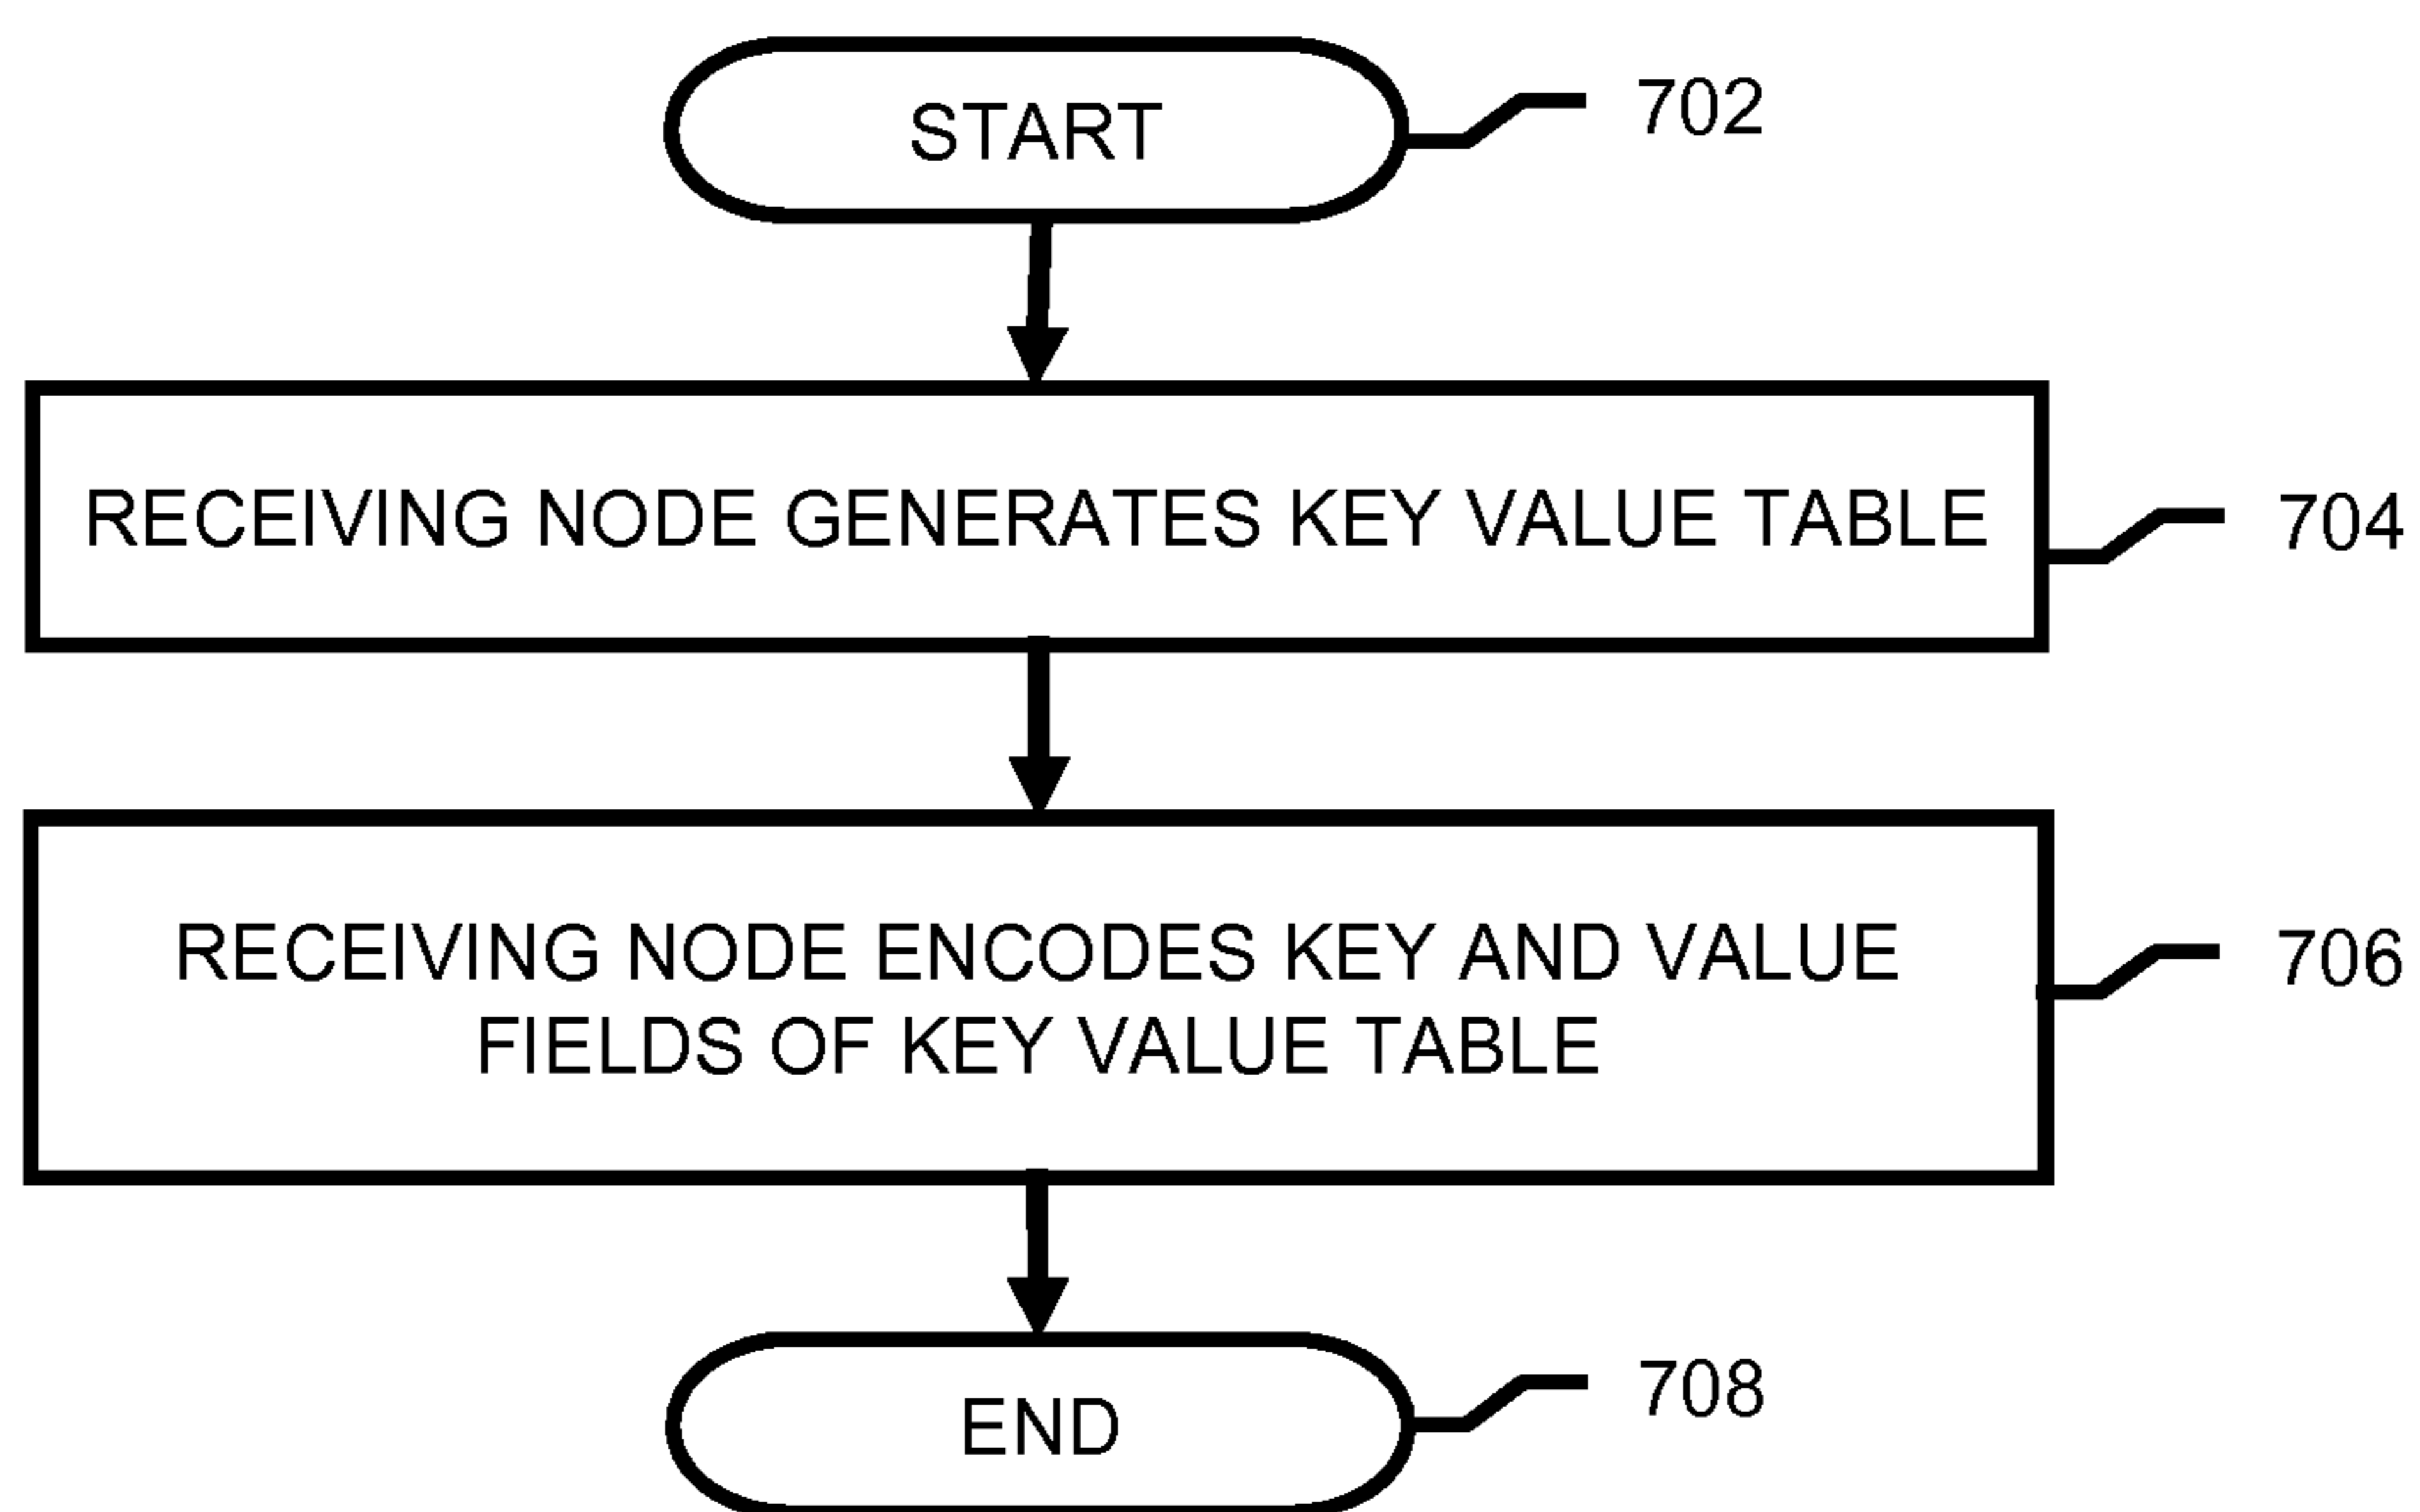 START
702
RECEIVING NODE GENERATES KEY VALUE TABLE
704
RECEIVING NODE ENCODES KEY AND VALUE
FIELDS OF KEY VALUE TABLE
706
END
708